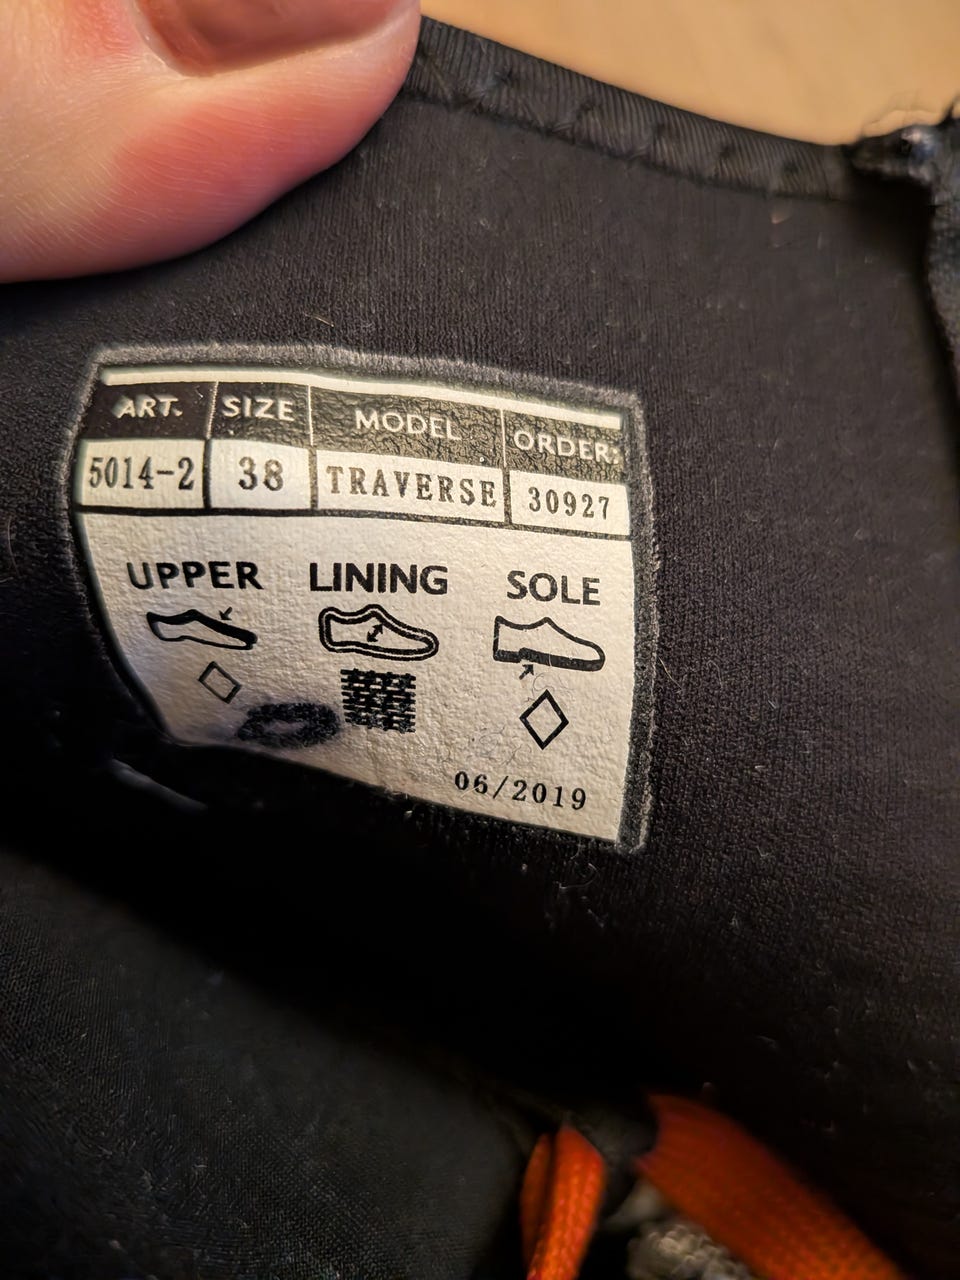 ART. SIZE MODEL ORDER:
5014-2 38 TRAVERSE 30927
UPPER LINING SOLE
06/2019